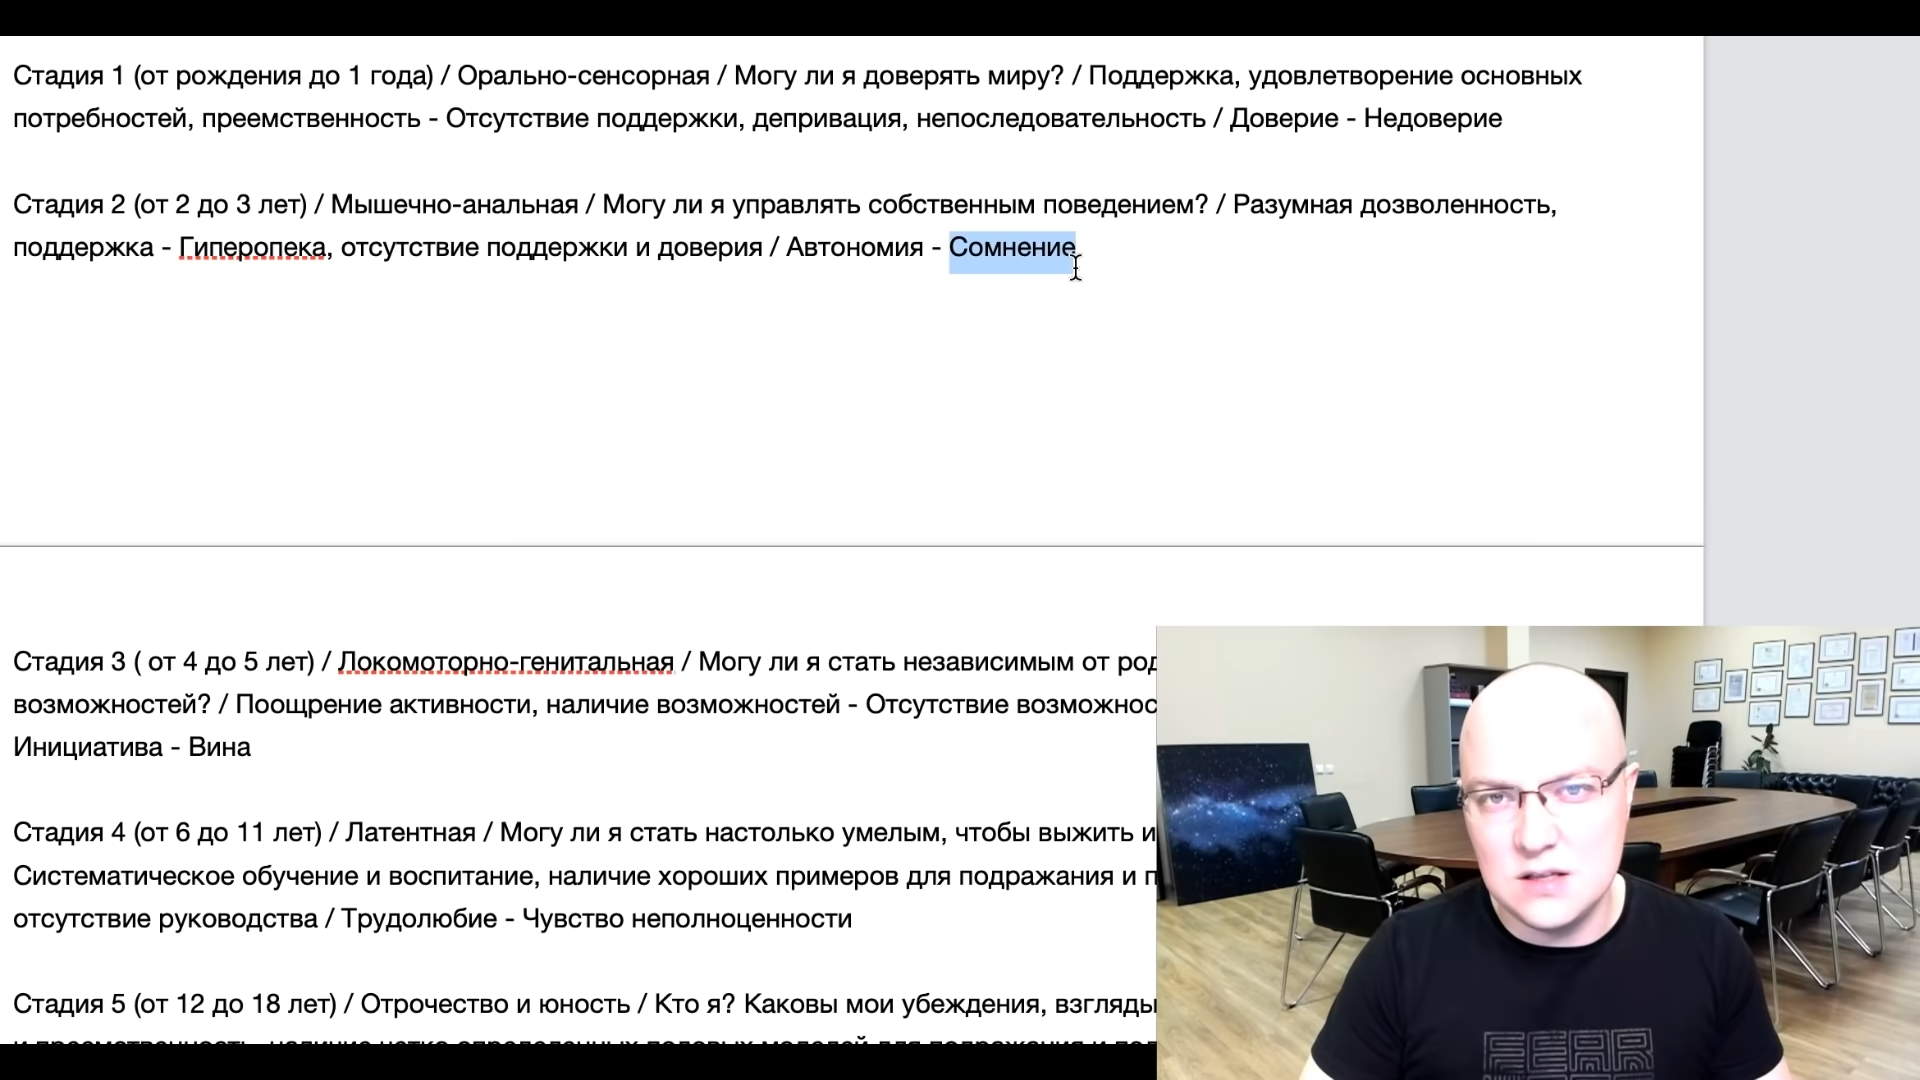 Стадия 1 (от рождения до 1 года) / Орально-сенсорная / Могу ли я доверять миру? / Поддержка, удовлетворение основных
потребностей, преемственность - Отсутствие поддержки, депривация, непоследовательность / Доверие - Недоверие
Стадия 2 (от 2 до 3 лет) / Мышечно-анальная / Могу ли я управлять собственным поведением? / Разумная дозволенность,
поддержка - Гиперопека, отсутствие поддержки и доверия / Автономия - Сомнение
Стадия 3 ( от 4 до 5 лет) / Локомоторно-генитальная / Могу ли я стать независимым от
возможностей? / Поощрение активности, наличие возможностей - Отсутствие
Инициатива - Вина
Стадия 4 (от 6 до 11 лет) / Латентная / Могу ли я стать настолько умелым, чтобы выжить и
Систематическое обучение и воспитание, наличие хороших примеров для подражания и
отсутствие руководства / Трудолюбие - Чувство неполноценности
Стадия 5 (от 12 до 18 лет) / Отрочество и юность / Кто я? Каковы мои убеждения, взгляды
FEAR